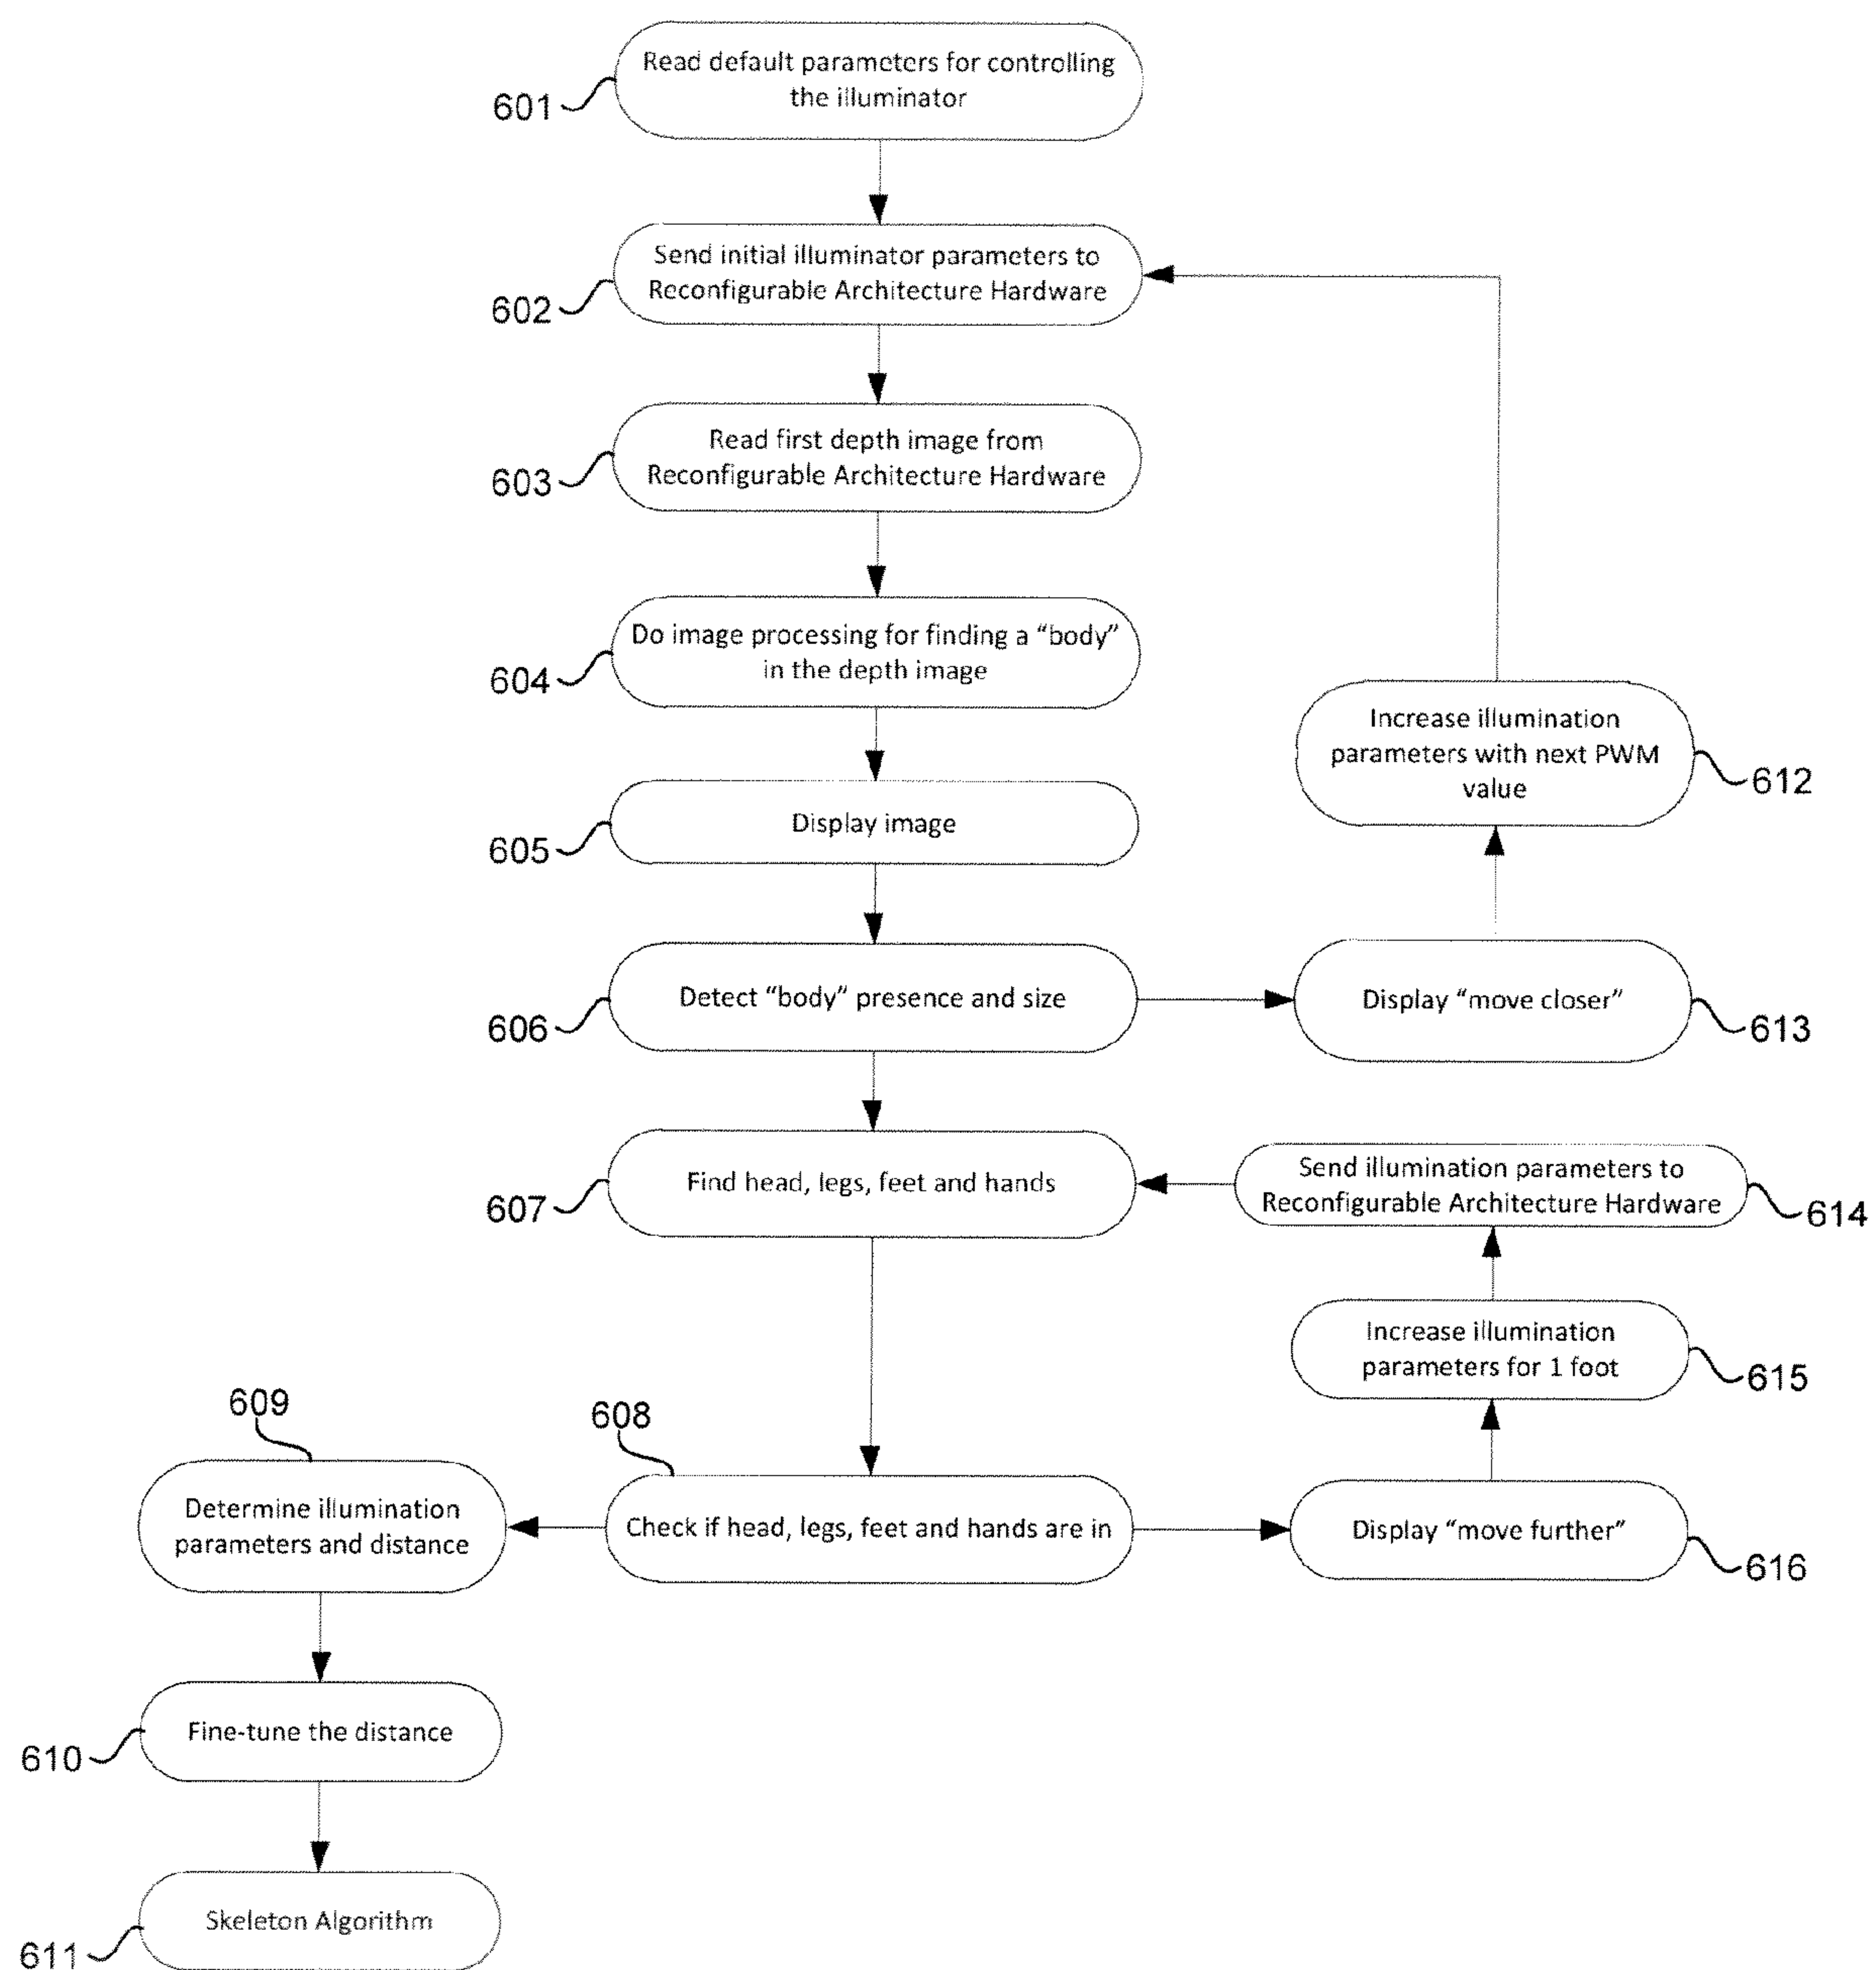 Read default parameters for controlling
the illuminator
601
Send initial illuminator parameters to
Reconfigurable Architecture Hardware
602
Read first depth image from
Reconfigurable Architecture Hardware
603
Do image processing for finding a “body”
in the depth image
604
Increase illumination
parameters with next PWM
value
612
Display image
605
Detect “body” presence and size
606
Display “move closer”
613
Find head, legs, feet and hands
607
Send illumination parameters to
Reconfigurable Architecture Hardware
614
Increase illumination
parameters for 1 foot
615
609
608
Determine illumination
parameters and distance
Check if head, legs, feet and hands are in
Display “move further”
616
Fine-tune the distance
610
Skeleton Algorithm
611